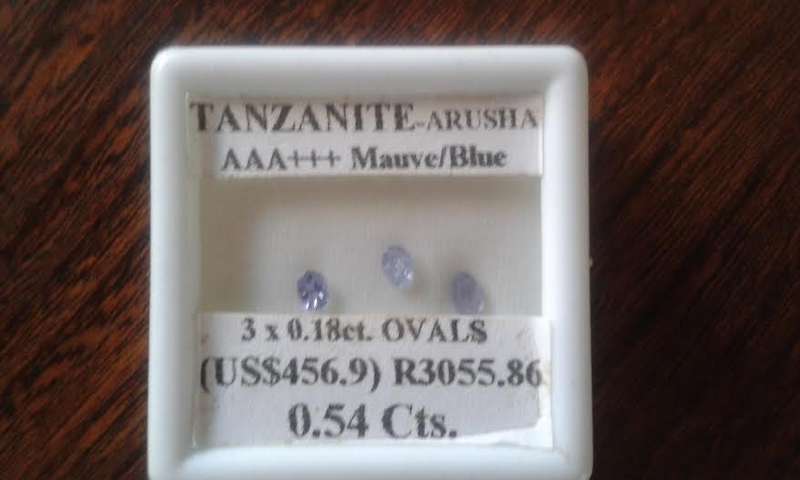 TANZANITE-ARUSHA
AAA+++ Mauve/Blue
3 x 0.18ct. OVALS
(US$456.9) R3055.86
0.54 Cts.